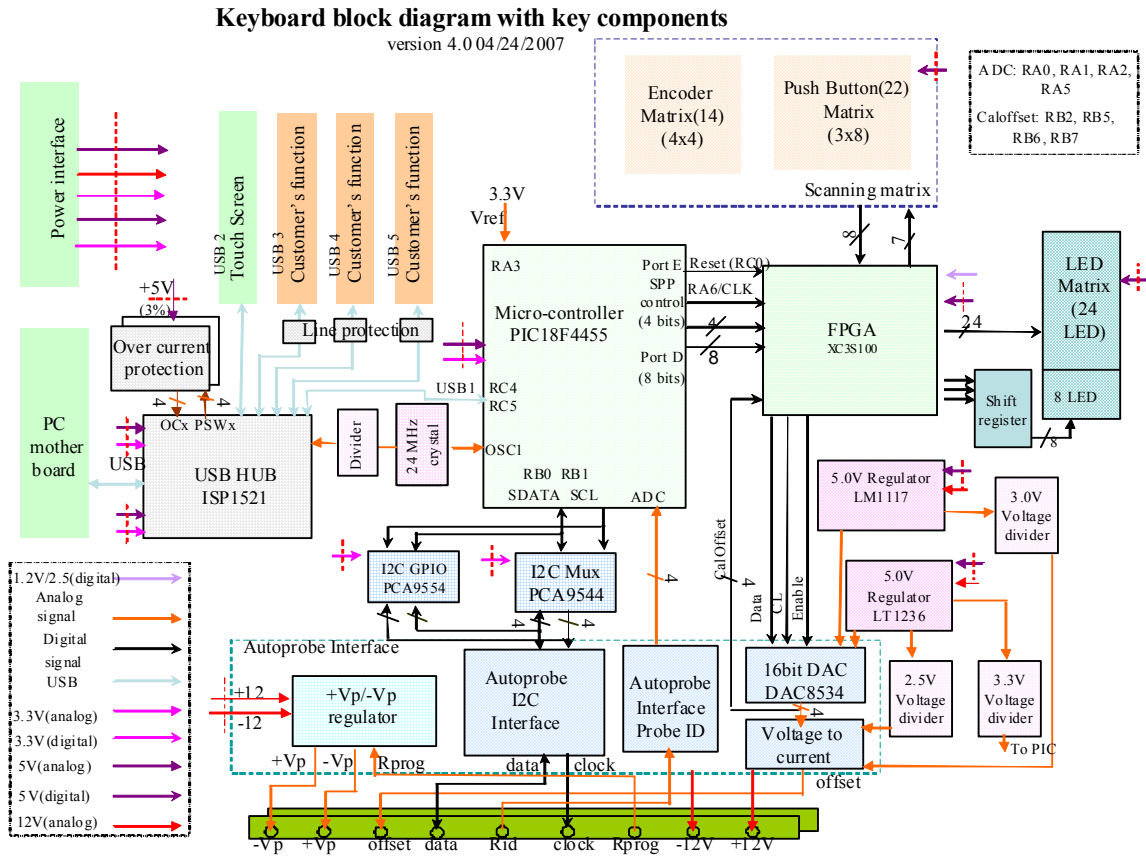 Keyboard block diagram with key components
version 4.0 04/24/2007
Power interface
Encoder
Matrix(14)
(4x4)
Push Button(22)
Matrix
(3x8)
Scanning matrix
ADC: RA0, RA1, RA2,
RA5
Caloffset: RB2, RB5,
RB6, RB7
USB 2
Touch Screen
USB 3
Customer's function
USB 4
Customer's function
USB 5
Customer's function
Line protection
+5V
(3%)
Over current
protection
4
4
3.3V
Vref
RA3
Micro-controller
PIC18F4455
Port E
SPP
control
(4 bits)
Port D
(8 bits)
Reset (RC0)
RA6/CLK
4
8
8
7
FPGA
XC3S100
24
LED
Matrix
(24
LED)
8 LED
Shift
register
8
PC
mother
board
USB
OCx PSWx
USB HUB
ISP1521
Divider
24 MHz
crystal
USB1
RC4
RC5
OSC1
RB0 RB1
SDATA SCL
ADC
I2C GPIO
PCA9554
I2C Mux
PCA9544
4
4
4
CalOffset
4
Data
CL
Enable
5.0V Regulator
LM1117
3.0V
Voltage
divider
5.0V
Regulator
LT1236
2.5V
Voltage
divider
3.3V
Voltage
divider
To PIC
1.2V/2.5(digital)
Analog
signal
Digital
signal
USB
3.3V(analog)
3.3V(digital)
5V(analog)
5V(digital)
12V(analog)
Autoprobe Interface
+12
-12
+Vp/-Vp
regulator
+Vp
-Vp
Rprog
Autoprobe
I2C
Interface
data
clock
Autoprobe
Interface
Probe ID
16bit DAC
DAC8534
4
Voltage to
current
offset
-Vp
+Vp
offset
data
Rid
clock
Rprog
-12V
+12V